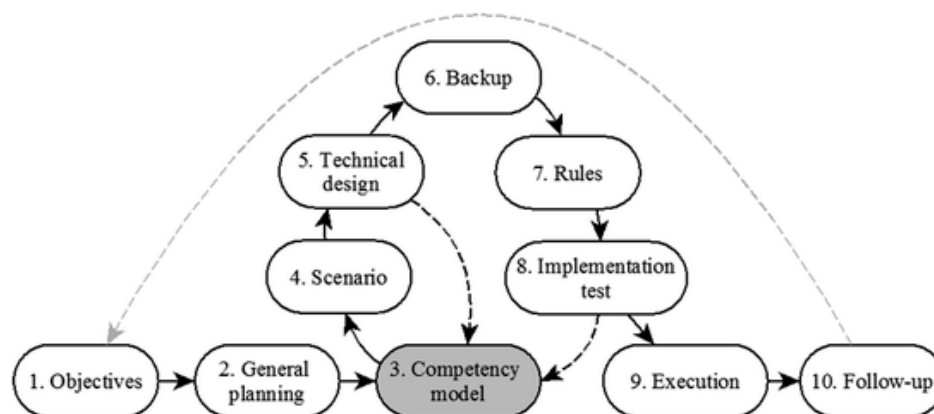 1. Objectives
2. General
planning
3. Competency
model
4. Scenario
5. Technical
design
6. Backup
7. Rules
8. Implementation
test
9. Execution
10. Follow-up